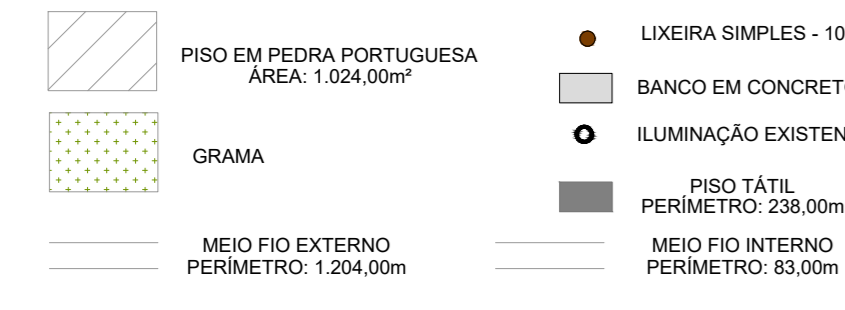 PISO EM PEDRA PORTUGUESA
ÁREA: 1.024,00m²
GRAMA
MEIO FIO EXTERNO
PERÍMETRO: 1.204,00m
LIXEIRA SIMPLES - 10
BANCO EM CONCRETO
ILUMINAÇÃO EXISTEN
PISO TÁTIL
PERÍMETRO: 238,00m
MEIO FIO INTERNO
PERÍMETRO: 83,00m